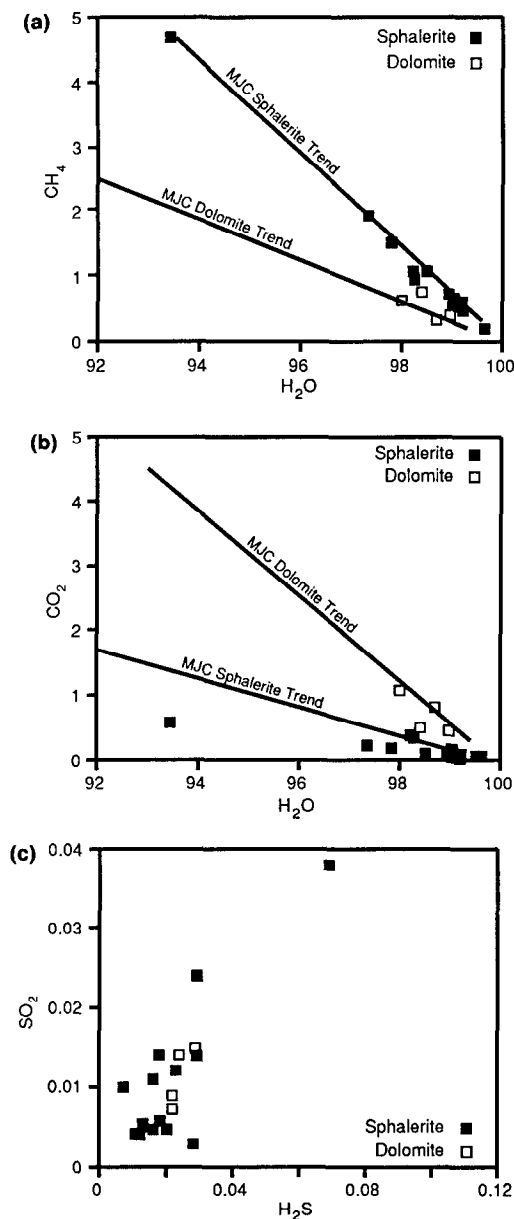 (a)
5
4
3
2
1
0
CH4
Sphalerite
Dolomite
MJC Sphalerite Trend
MJC Dolomite Trend
92
94
96
98
100
H2O
(b)
5
4
3
2
1
0
CO2
Sphalerite
Dolomite
MJC Dolomite Trend
MJC Sphalerite Trend
92
94
96
98
100
H2O
(c)
0.04
0.03
0.02
0.01
0
SO2
Sphalerite
Dolomite
0
0.04
0.08
0.12
H2S